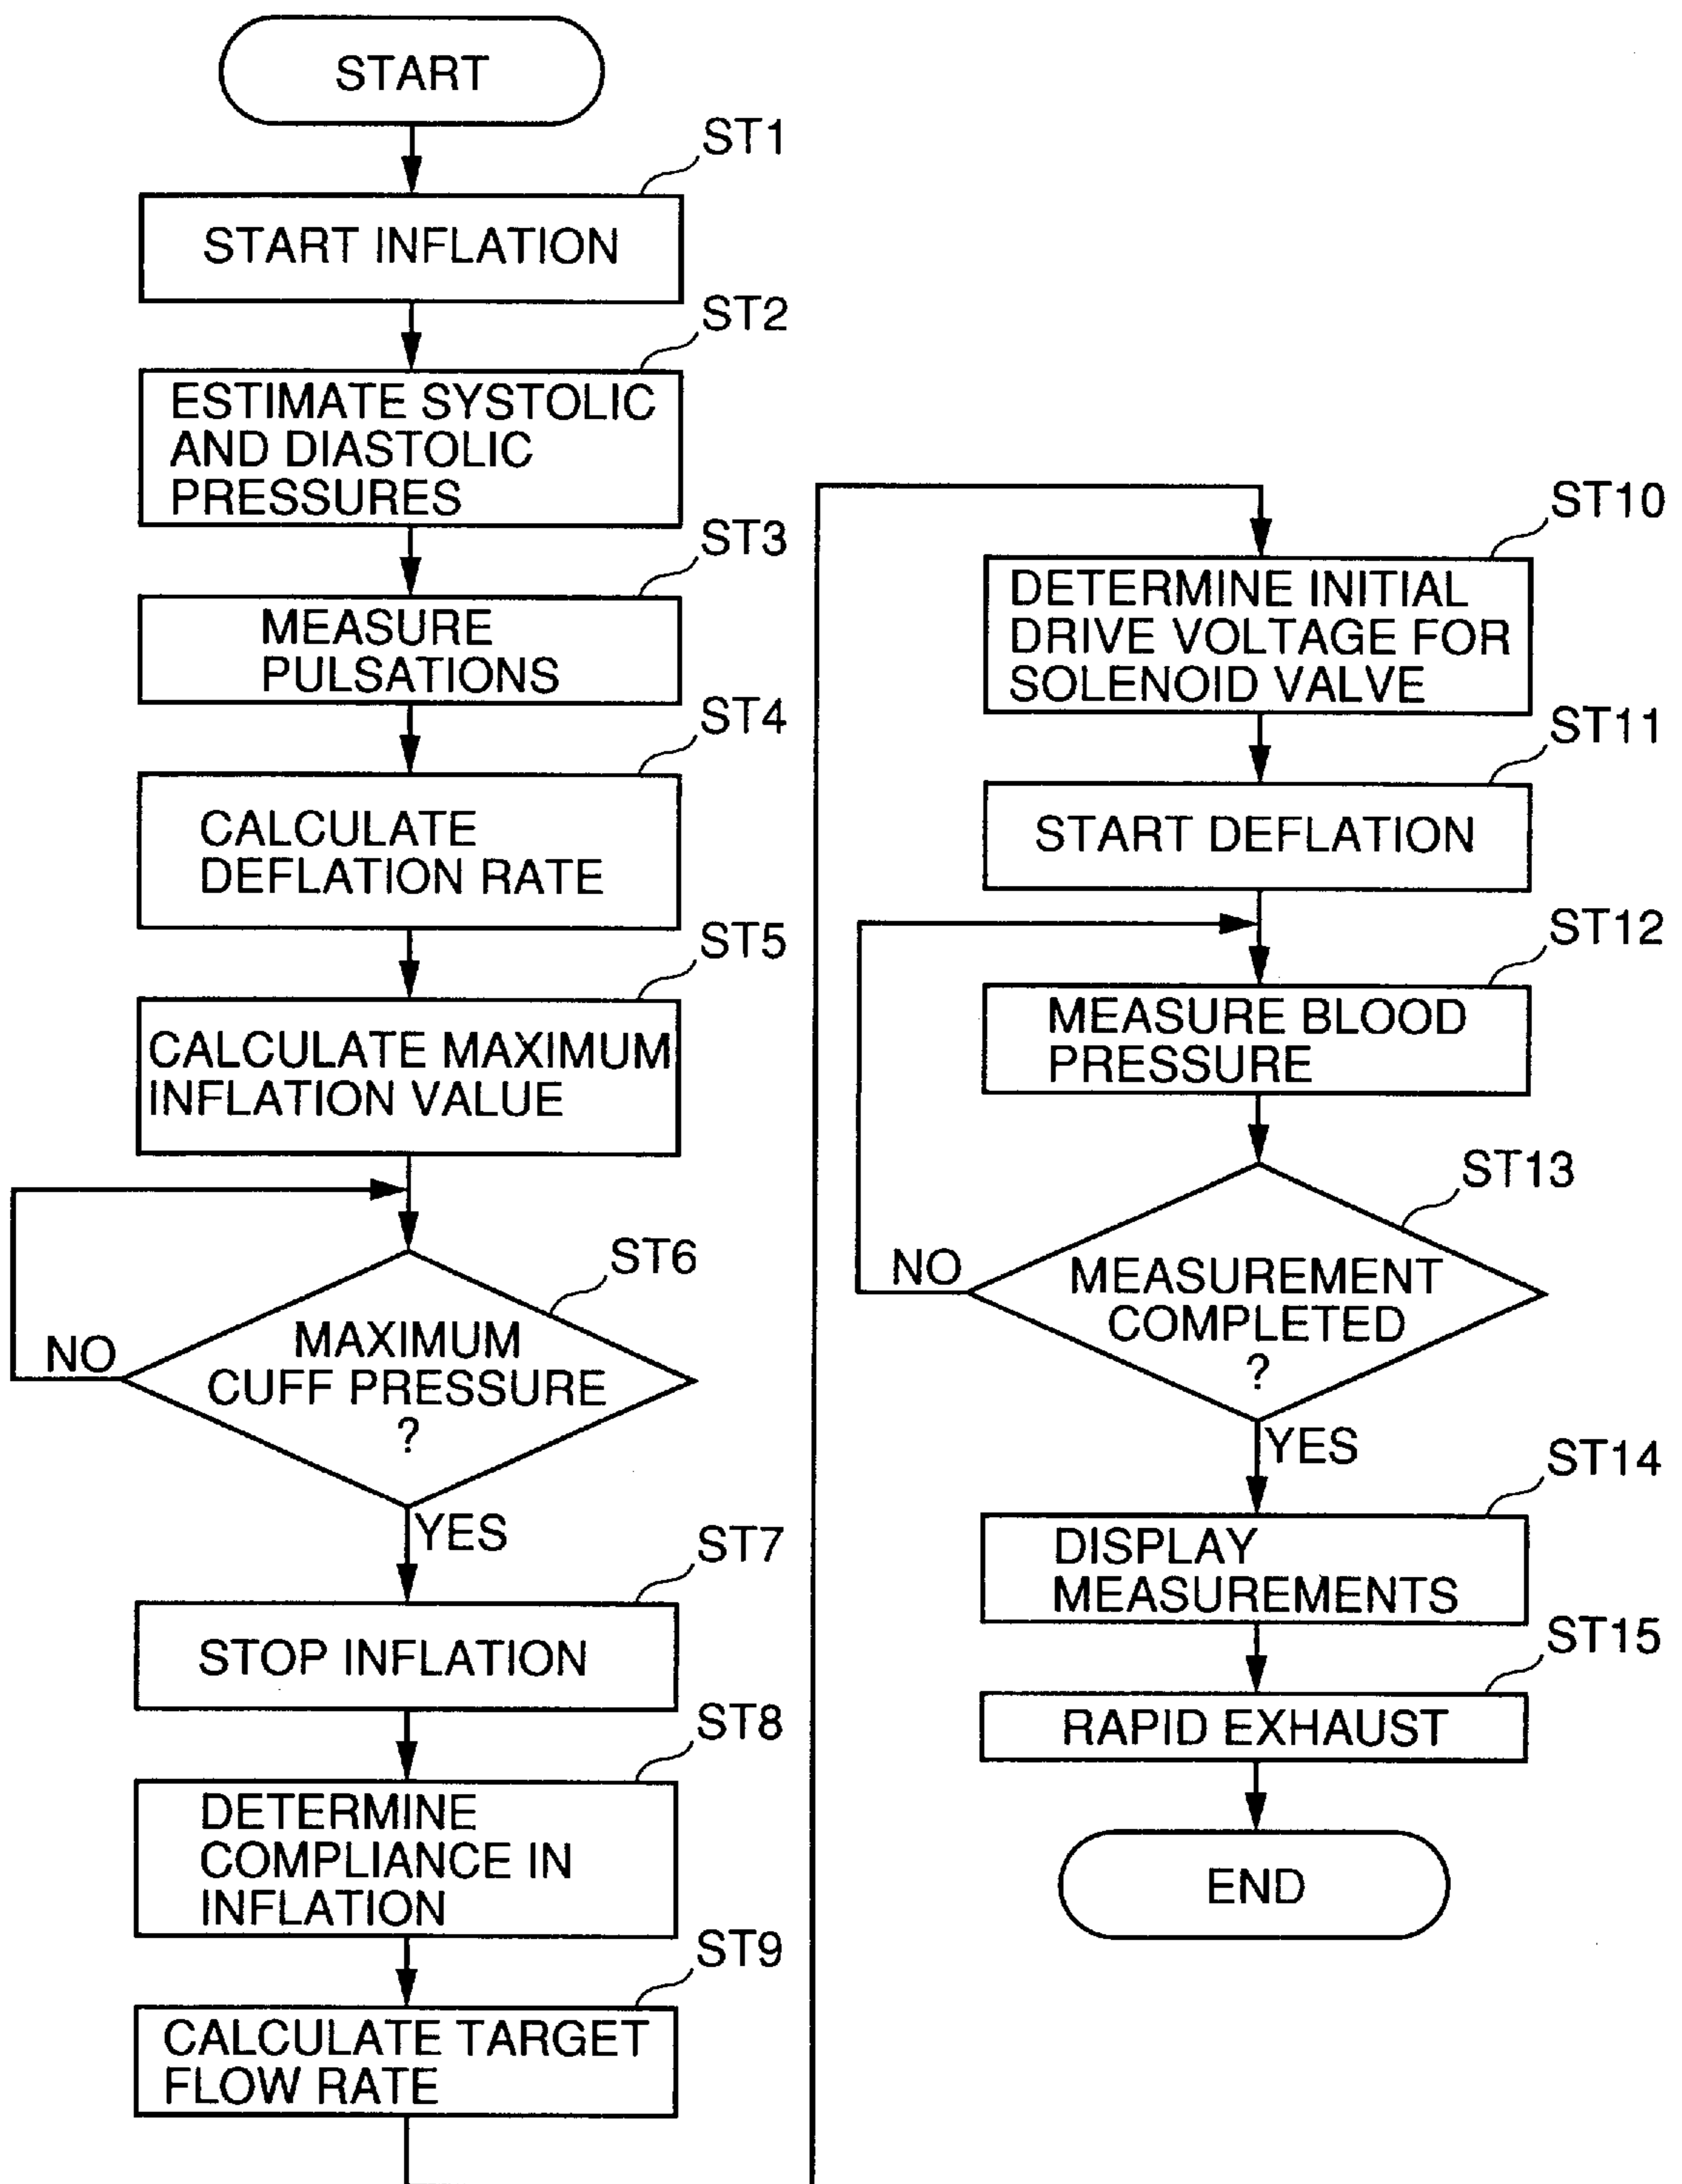 START
ST1
START INFLATION
ST2
ESTIMATE SYSTOLIC
AND DIASTOLIC
PRESSURES
ST3
MEASURE
PULSATIONS
ST4
CALCULATE
DEFLATION RATE
ST5
CALCULATE MAXIMUM
INFLATION VALUE
ST6
MAXIMUM
CUFF PRESSURE
?
NO
YES
ST7
STOP INFLATION
ST8
DETERMINE
COMPLIANCE IN
INFLATION
ST9
CALCULATE TARGET
FLOW RATE
ST10
DETERMINE INITIAL
DRIVE VOLTAGE FOR
SOLENOID VALVE
ST11
START DEFLATION
ST12
MEASURE BLOOD
PRESSURE
ST13
MEASUREMENT
COMPLETED
?
NO
YES
ST14
DISPLAY
MEASUREMENTS
ST15
RAPID EXHAUST
END